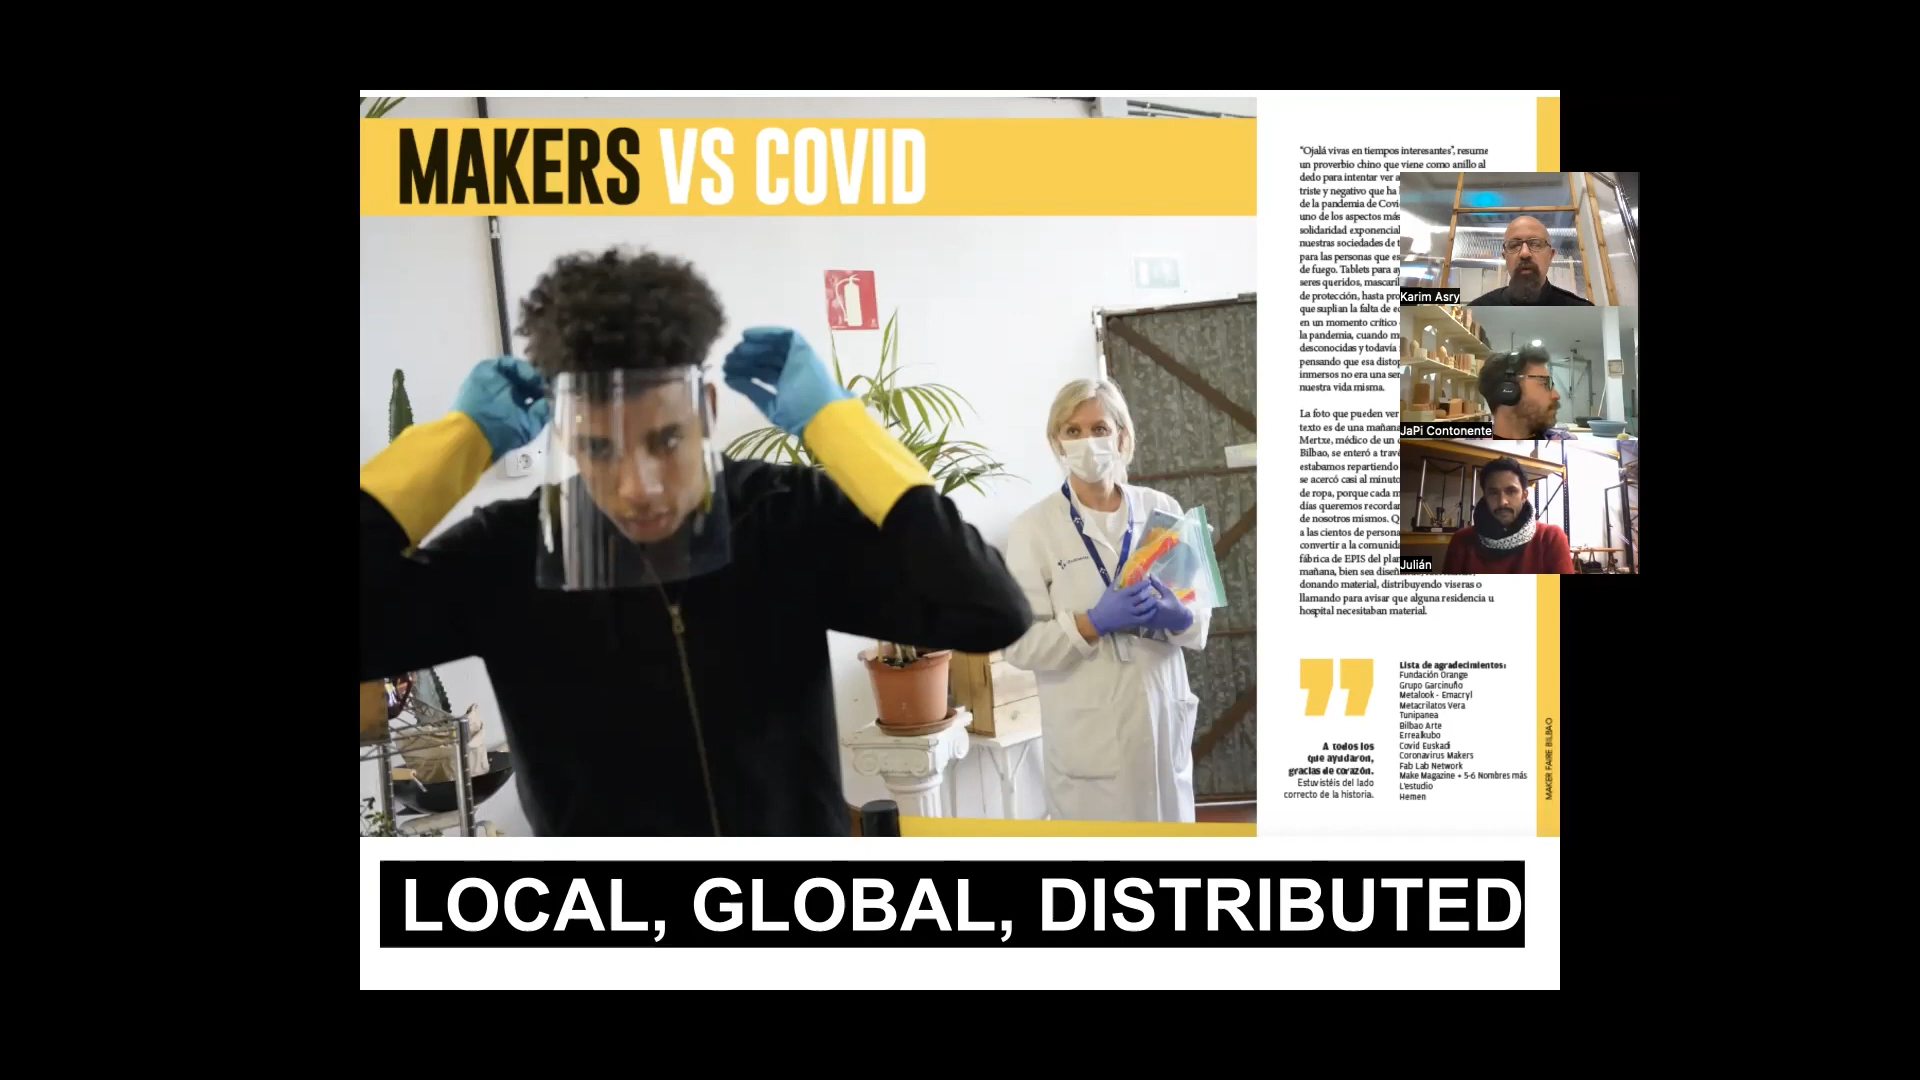 MAKERS VS COVID
"Ojalá vivas en tiempos interesantes", resume
un proverbio chino que viene como anillo al
dedo para intentar ver a
triste y negativo que ha
de la pandemia de Covi
uno de los aspectos más
solidaridad exponencial
nuestras sociedades de t
para las personas que es
de fuego. Tablets para ay
seres queridos, mascaril
de protección, hasta pro
que suplían la falta de e
en un momento crítico
la pandemia, cuando m
desconocidas y todavía
pensando que esa distop
inmersos no era una ser
nuestra vida misma.
La foto que pueden ver
texto es de una mañana
Mertxe, médico de un
Bilbao, se enteró a travé
estabamos repartiendo
se acercó casi al minuto
de ropa, porque cada m
días queremos recordar
de nosotros mismos. Q
a las cientos de persona
convertir a la comunida
fábrica de EPIS del plan
mañana, bien sea diseñ
donando material, distribuyendo viseras o
llamando para avisar que alguna residencia u
hospital necesitaban material.
A todos los
que ayudaron,
gracias de corazón.
Estuvistéis del lado
correcto de la historia.
Lista de agradecimientos:
Fundación Orange
Grupo Garcinuño
Metalook - Emacryl
Metacrilatos Vera
Tunipanea
Bilbao Arte
Errealkubo
Covid Euskadi
Coronavirus Makers
Fab Lab Network
Make Magazine + 5-6 Nombres más
L'estudio
Hemen
MAKER FAIRE BILBAO
Karim Asry
JaPi Contonente
Julián
LOCAL, GLOBAL, DISTRIBUTED